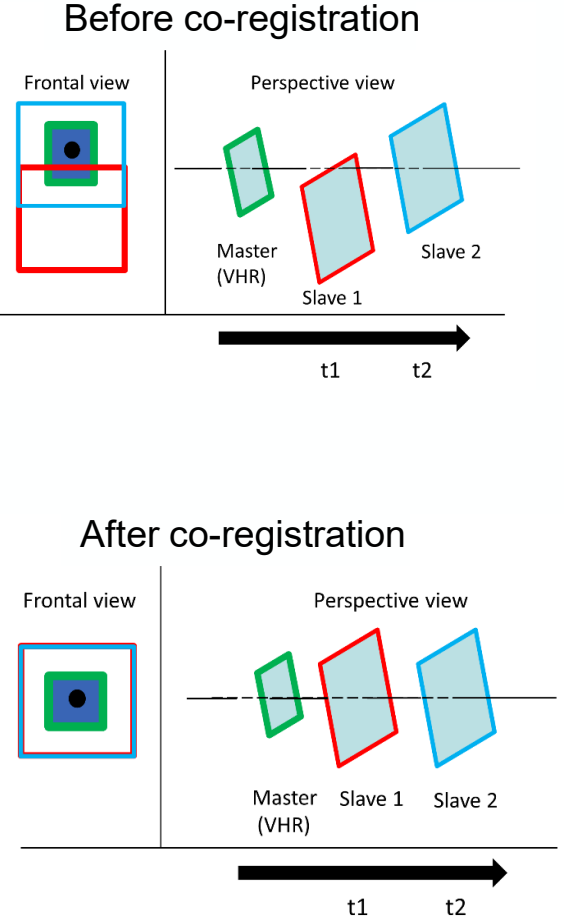 Before co-registration
Frontal view
Perspective view
Master
(VHR)
Slave 1
Slave 2
t1
t2
After co-registration
Frontal view
Perspective view
Master
(VHR)
Slave 1
Slave 2
t1
t2